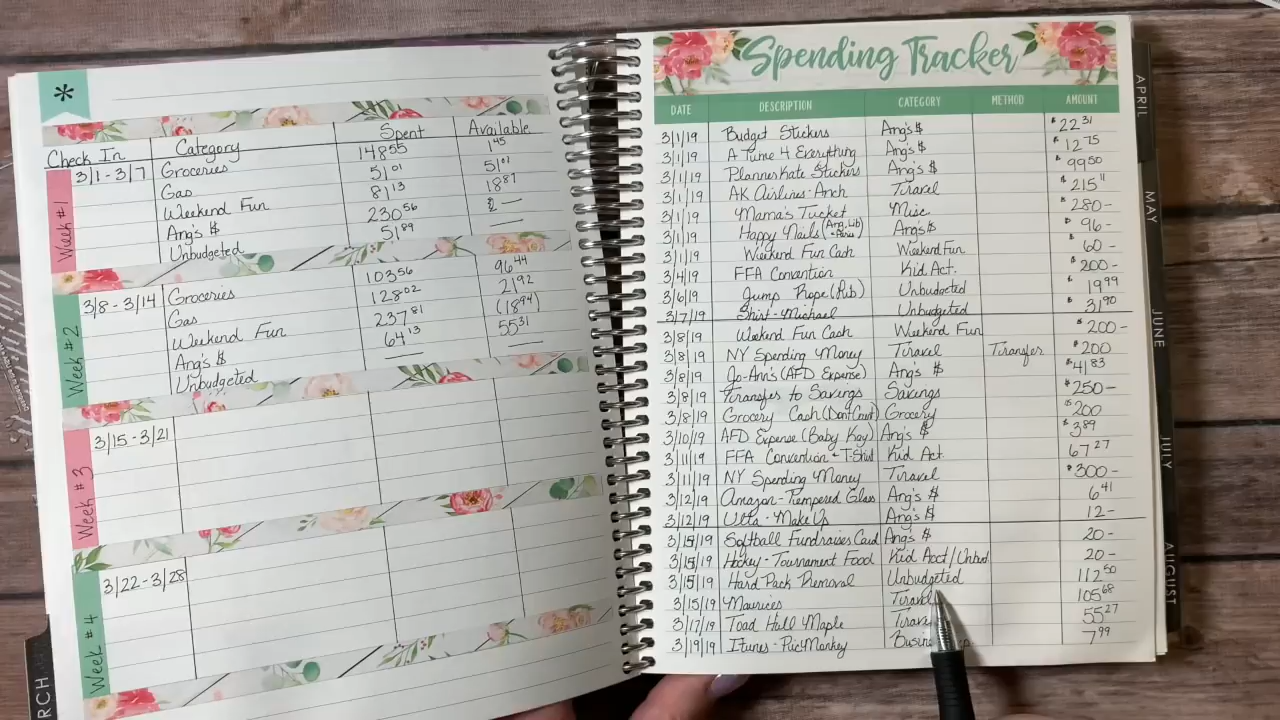 *
Check In Category Spent Available
Week #1
3/1 - 3/7 Groceries 148 55 1 45
Gas 51 01 51 01
Weekend Fun 81 13 18 87
Ang's $ 230 56
Unbudgeted 51 89
Week #2
3/8 - 3/14 Groceries 103 56 96 44
Gas 128 02 21 92
Weekend Fun 237 81 (18 94)
Ang's $ 64 13 55 31
Unbudgeted —
Week #3
3/15 - 3/21
Week #4
3/22 - 3/28
Spending Tracker
DATE DESCRIPTION CATEGORY METHOD AMOUNT
3/1/19 Budget Stickers Ang's $ $22 31
3/1/19 A Tyme 4 Everything Ang's $ $12 75
3/1/19 PlannerKate Stickers Ang's $ $99 50
3/1/19 AK Airlines - Anch Travel $215 11
3/1/19 Mama's Tucket Misc $280 -
3/1/19 Happy Nails (Ang, Lib Ang's $ $96 -
3/1/19 Weekend Fun Cash Weekend Fun $60 -
3/4/19 FFA Convention Kid Act. $200 -
3/6/19 Jump Rope (Pub) Unbudgeted $19 99
3/7/19 Shirt - Michael Unbudgeted $31 90
3/8/19 Weekend Fun Cash Weekend Fun $200 -
3/8/19 NY Spending Money Travel Transfer $200
3/8/19 Jo-Ann's (AFD Expense) Ang's $ $41 83
3/8/19 Transfer to Savings Savings $250 -
3/8/19 Grocery Cash (Don't Count) Grocery $200
3/10/19 AFD Expense (Baby Kay) Ang's $ $3 89
3/11/19 FFA Convention - T-Shirt Kid Act. 67 27
3/11/19 NY Spending Money Travel $300 -
3/12/19 Amazon - Tempered Glass Ang's $ 6 41
3/12/19 Ulta - Make Up Ang's $ 12 -
3/15/19 Softball Fundraiser Card Ang's $ 20 -
3/15/19 Hockey - Tournament Food Kid Acct/Unbud 20 -
3/15/19 Hard Pack Removal Unbudgeted 112 50
3/15/19 Maurices Travel 105 68
3/17/19 Toad Hall Maple 55 27
3/19/19 Itunes - PicMonkey 7 99
APRIL
MAY
JUNE
JULY
AUGUST